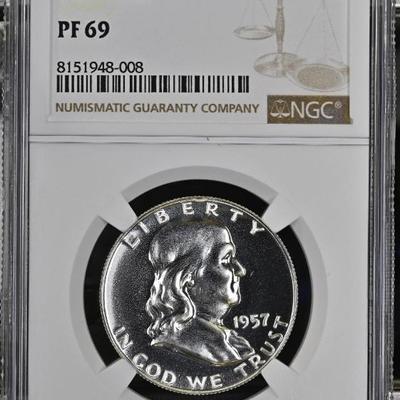 PF 69
8151948-008
NUMISMATIC GUARANTY COMPANY
NGC®
LIBERTY
1957
IN GOD WE TRUST